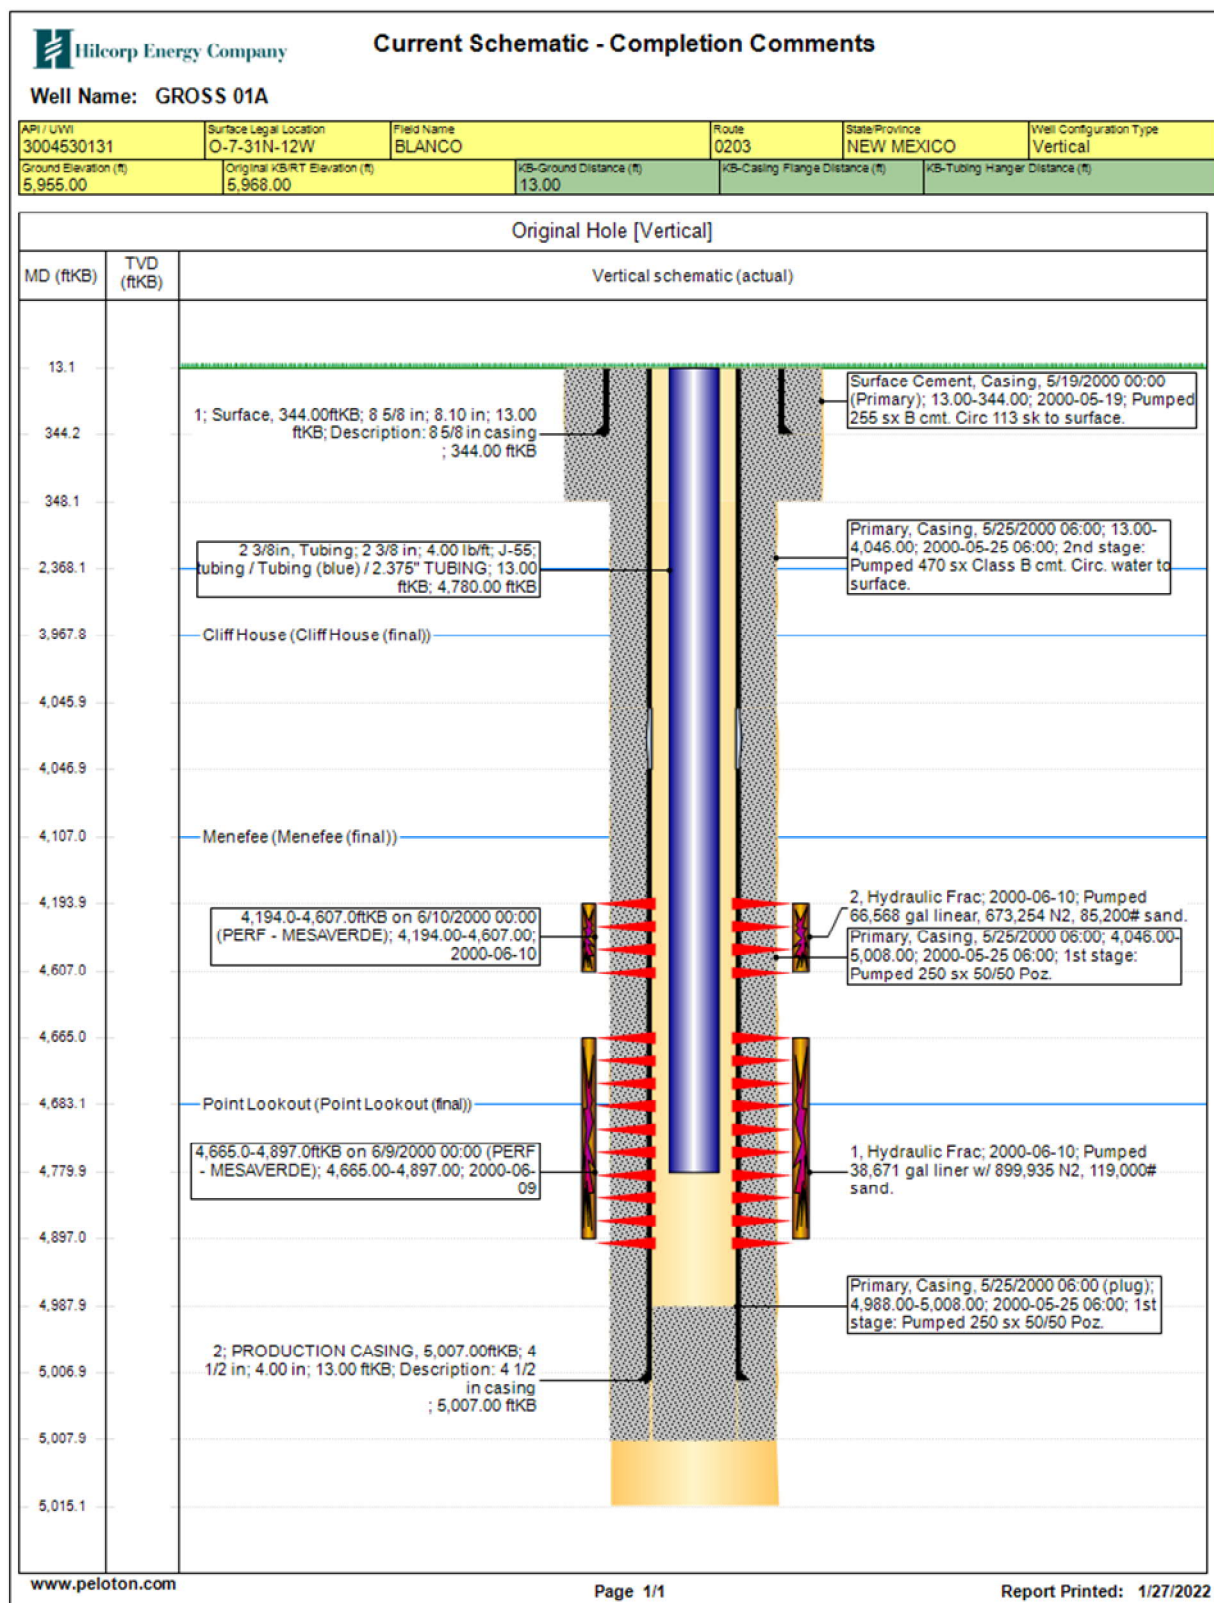 Hilcorp Energy Company
Current Schematic - Completion Comments
Well Name: GROSS 01A
API / UWI
3004530131
Surface Legal Location
O-7-31N-12W
Field Name
BLANCO
Route
0203
State/Province
NEW MEXICO
Well Configuration Type
Vertical
Ground Elevation (ft)
5,955.00
Original KB/RT Elevation (ft)
5,968.00
KB-Ground Distance (ft)
13.00
KB-Casing Flange Distance (ft)
KB-Tubing Hanger Distance (ft)
Original Hole [Vertical]
MD (ftKB)
TVD
(ftKB)
Vertical schematic (actual)
13.1
Surface Cement, Casing, 5/19/2000 00:00
(Primary); 13.00-344.00; 2000-05-19; Pumped
255 sx B cmt. Circ 113 sk to surface.
1; Surface, 344.00ftKB; 8 5/8 in; 8.10 in; 13.00
ftKB; Description: 8 5/8 in casing
; 344.00 ftKB
344.2
348.1
Primary, Casing, 5/25/2000 06:00; 13.00-
4,046.00; 2000-05-25 06:00; 2nd stage:
Pumped 470 sx Class B cmt. Circ. water to
surface.
2 3/8in, Tubing; 2 3/8 in; 4.00 lb/ft; J-55;
tubing / Tubing (blue) / 2.375" TUBING; 13.00
ftKB; 4,780.00 ftKB
2,368.1
3,967.8
Cliff House (Cliff House (final))
4,045.9
4,046.9
4,107.0
Menefee (Menefee (final))
4,193.9
2, Hydraulic Frac; 2000-06-10; Pumped
66,568 gal linear, 673,254 N2, 85,200# sand.
4,194.0-4,607.0ftKB on 6/10/2000 00:00
(PERF - MESAVERDE); 4,194.00-4,607.00;
2000-06-10
Primary, Casing, 5/25/2000 06:00; 4,046.00-
5,008.00; 2000-05-25 06:00; 1st stage:
Pumped 250 sx 50/50 Poz.
4,607.0
4,665.0
4,683.1
Point Lookout (Point Lookout (final))
4,665.0-4,897.0ftKB on 6/9/2000 00:00 (PERF
- MESAVERDE); 4,665.00-4,897.00; 2000-06-
09
1, Hydraulic Frac; 2000-06-10; Pumped
38,671 gal liner w/ 899,935 N2, 119,000#
sand.
4,779.9
4,897.0
Primary, Casing, 5/25/2000 06:00 (plug);
4,988.00-5,008.00; 2000-05-25 06:00; 1st
stage: Pumped 250 sx 50/50 Poz.
4,987.9
2; PRODUCTION CASING, 5,007.00ftKB; 4
1/2 in; 4.00 in; 13.00 ftKB; Description: 4 1/2
in casing
; 5,007.00 ftKB
5,006.9
5,007.9
5,015.1
www.peloton.com
Page 1/1
Report Printed: 1/27/2022